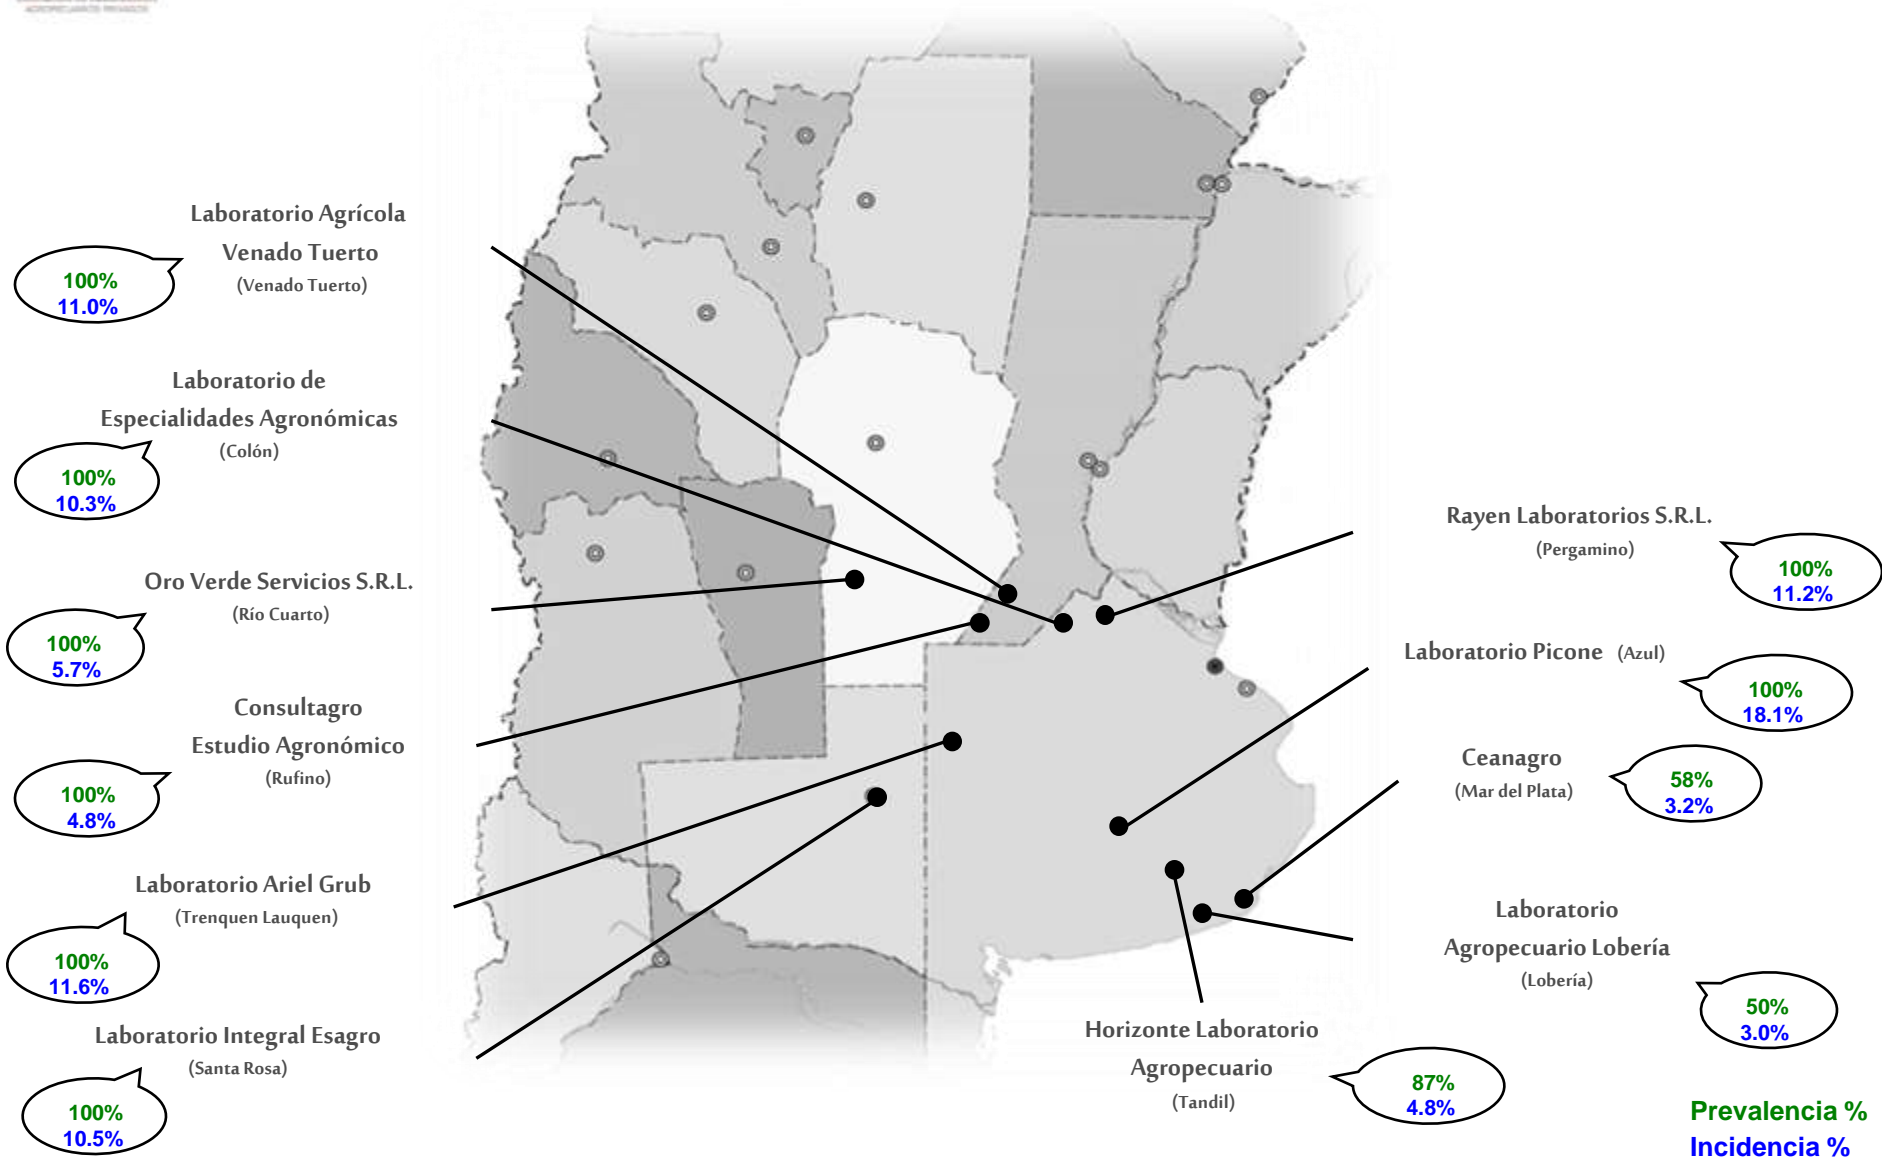 AGROPECUARIOS PRIVADOS
Laboratorio Agrícola
Venado Tuerto
(Venado Tuerto)
100%
11.0%
Laboratorio de
Especialidades Agronómicas
(Colón)
100%
10.3%
Oro Verde Servicios S.R.L.
(Río Cuarto)
100%
5.7%
Consultagro
Estudio Agronómico
(Rufino)
100%
4.8%
Laboratorio Ariel Grub
(Trenquen Lauquen)
100%
11.6%
Laboratorio Integral Esagro
(Santa Rosa)
100%
10.5%
Rayen Laboratorios S.R.L.
(Pergamino)
100%
11.2%
Laboratorio Picone (Azul)
100%
18.1%
Ceanagro
(Mar del Plata)
58%
3.2%
Laboratorio
Agropecuario Lobería
(Lobería)
50%
3.0%
Horizonte Laboratorio
Agropecuario
(Tandil)
87%
4.8%
Prevalencia %
Incidencia %